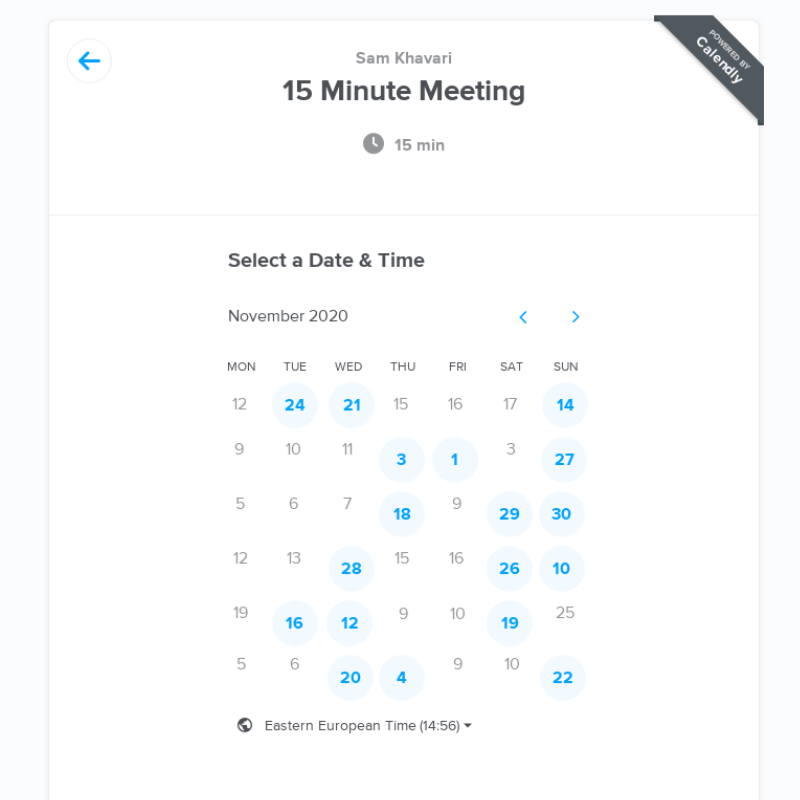 POWERED BY
Calendly
Sam Khavari
15 Minute Meeting
15 min
Select a Date & Time
November 2020
MON TUE WED THU FRI SAT SUN
12 24 21 15 16 17 14
9 10 11 3 1 3 27
5 6 7 18 9 29 30
12 13 28 15 16 26 10
19 16 12 9 10 19 25
5 6 20 4 9 10 22
Eastern European Time (14:56)